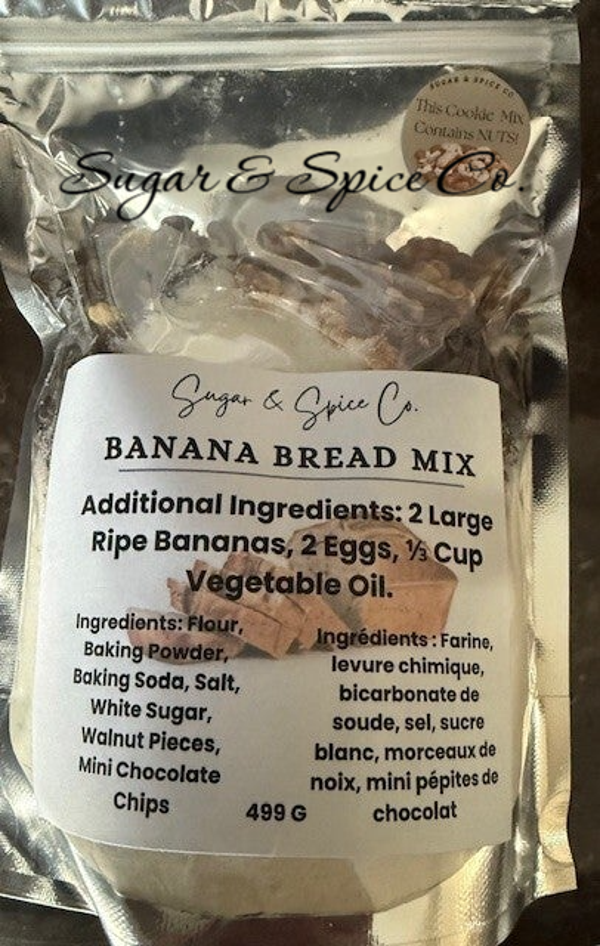 SUGAR & SPICE CO.
This Cookie Mix
Contains NUTS!
Sugar & Spice Co.
Sugar & Spice Co.
BANANA BREAD MIX
Additional Ingredients: 2 Large
Ripe Bananas, 2 Eggs, ⅓ Cup
Vegetable Oil.
Ingredients: Flour,
Baking Powder,
Baking Soda, Salt,
White Sugar,
Walnut Pieces,
Mini Chocolate
Chips
499 G
Ingrédients : Farine,
levure chimique,
bicarbonate de
soude, sel, sucre
blanc, morceaux de
noix, mini pépites de
chocolat